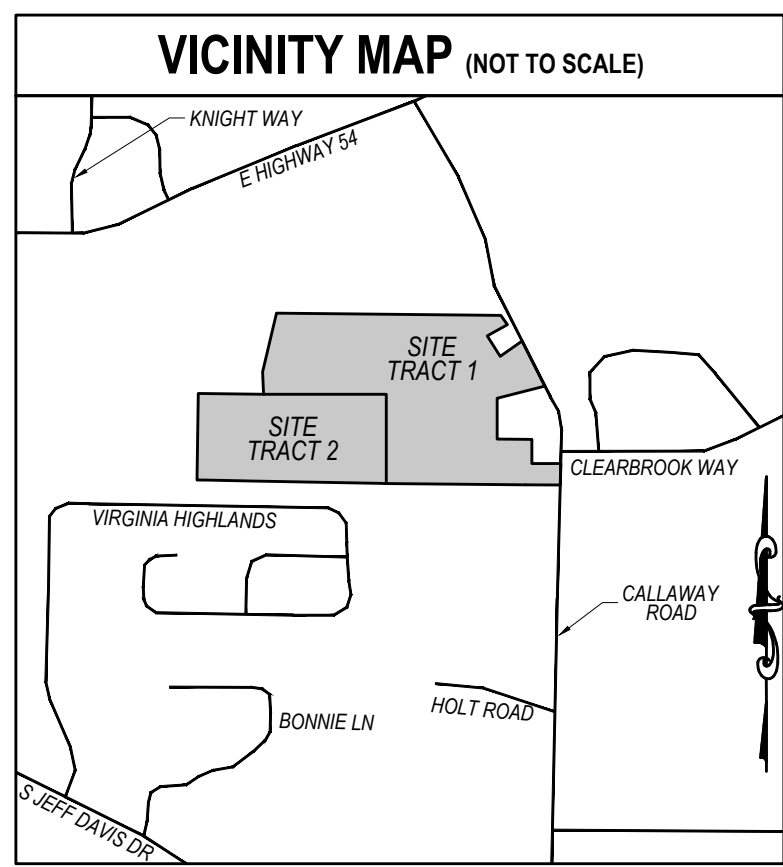 VICINITY MAP (NOT TO SCALE)
KNIGHT WAY
E HIGHWAY 54
SITE
TRACT 1
SITE
TRACT 2
CLEARBROOK WAY
VIRGINIA HIGHLANDS
CALLAWAY
ROAD
HOLT ROAD
BONNIE LN
S JEFF DAVIS DR